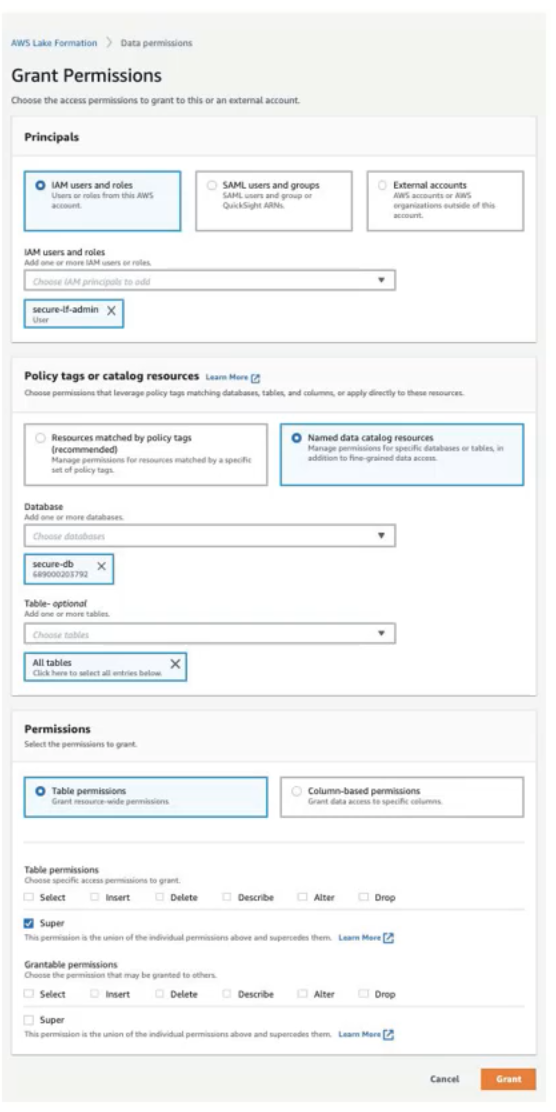 AWS Lake Formation > Data permissions
Grant Permissions
Choose the access permissions to grant to this or an external account.
Principals
IAM users and roles
Users or roles from this AWS
account.
SAML users and groups
SAML users and group or
QuickSight ARNs.
External accounts
AWS accounts or AWS
organizations outside of this
account.
IAM users and roles
Add one or more IAM users or roles.
Choose IAM principals to add
secure-lf-admin
User
Policy tags or catalog resources Learn More
Choose permissions that leverage policy tags matching databases, tables, and columns, or apply directly to these resources.
Resources matched by policy tags
(recommended)
Manage permissions for resources matched by a specific
set of policy tags.
Named data catalog resources
Manage permissions for specific databases or tables, in
addition to fine-grained data access.
Database
Add one or more databases.
Choose databases
secure-db
689000203792
Table- optional
Add one or more tables.
Choose tables
All tables
Click here to select all entries below.
Permissions
Select the permissions to grant.
Table permissions
Grant resource-wide permissions
Column-based permissions
Grant data access to specific columns.
Table permissions
Choose specific access permissions to grant.
Select Insert Delete Describe Alter Drop
Super
This permission is the union of the individual permissions above and supercedes them. Learn More
Grantable permissions
Choose the permission that may be granted to others.
Select Insert Delete Describe Alter Drop
Super
This permission is the union of the individual permissions above and supercedes them. Learn More
Cancel Grant